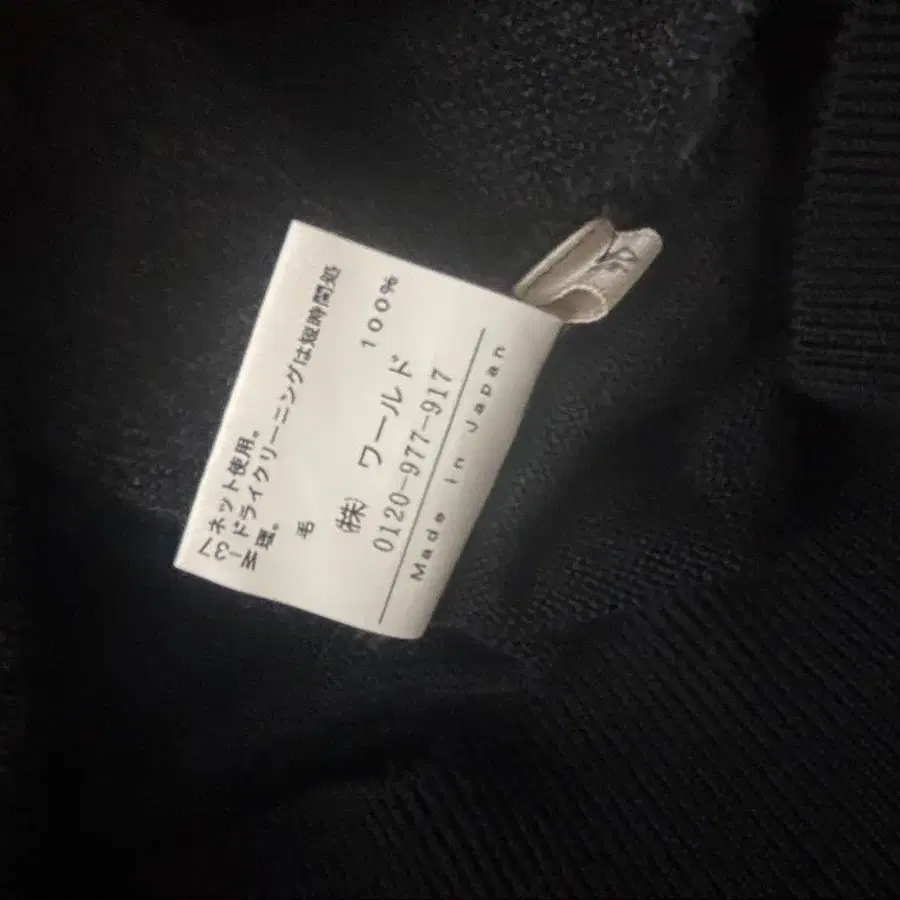 ネット使用。
ドライクリーニングは短時間処
理。
毛 100%
㈱ ワールド
0120-977-917
Made in Japan